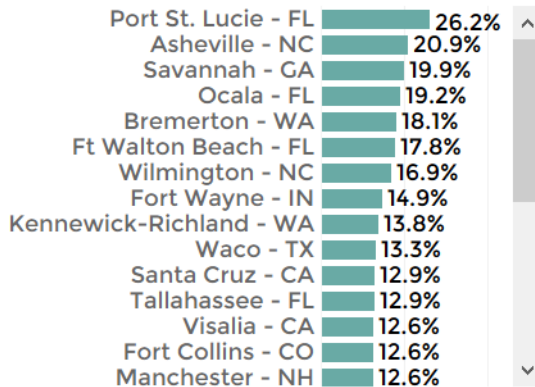 Port St. Lucie - FL 26.2%
Asheville - NC 20.9%
Savannah - GA 19.9%
Ocala - FL 19.2%
Bremerton - WA 18.1%
Ft Walton Beach - FL 17.8%
Wilmington - NC 16.9%
Fort Wayne - IN 14.9%
Kennewick-Richland - WA 13.8%
Waco - TX 13.3%
Santa Cruz - CA 12.9%
Tallahassee - FL 12.9%
Visalia - CA 12.6%
Fort Collins - CO 12.6%
Manchester - NH 12.6%